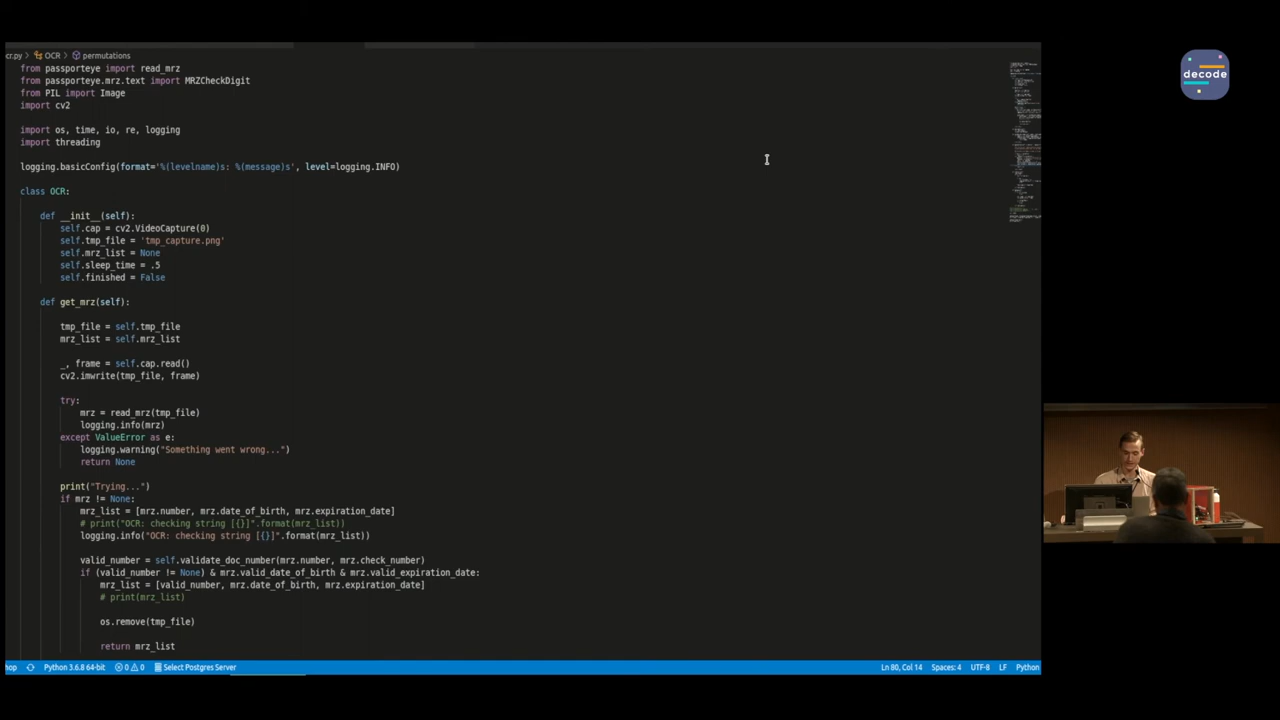 cr.py > OCR > permutations
from passporteye import read_mrz
from passporteye.mrz.text import MRZCheckDigit
from PIL import Image
import cv2
import os, time, io, re, logging
import threading
logging.basicConfig(format='%(levelname)s: %(message)s', level=logging.INFO)
class OCR:
def __init__(self):
self.cap = cv2.VideoCapture(0)
self.tmp_file = 'tmp_capture.png'
self.mrz_list = None
self.sleep_time = .5
self.finished = False
def get_mrz(self):
tmp_file = self.tmp_file
mrz_list = self.mrz_list
_, frame = self.cap.read()
cv2.imwrite(tmp_file, frame)
try:
mrz = read_mrz(tmp_file)
logging.info(mrz)
except ValueError as e:
logging.warning("Something went wrong...")
return None
print("Trying...")
if mrz != None:
mrz_list = [mrz.number, mrz.date_of_birth, mrz.expiration_date]
# print("OCR: checking string [{}]".format(mrz_list))
logging.info("OCR: checking string [{}]".format(mrz_list))
valid_number = self.validate_doc_number(mrz.number, mrz.check_number)
if (valid_number != None) & mrz.valid_date_of_birth & mrz.valid_expiration_date:
mrz_list = [valid_number, mrz.date_of_birth, mrz.expiration_date]
# print(mrz_list)
os.remove(tmp_file)
return mrz_list
hop Python 3.6.8 64-bit 0 0 Select Postgres Server Ln 80, Col 14 Spaces: 4 UTF-8 LF Python
decode